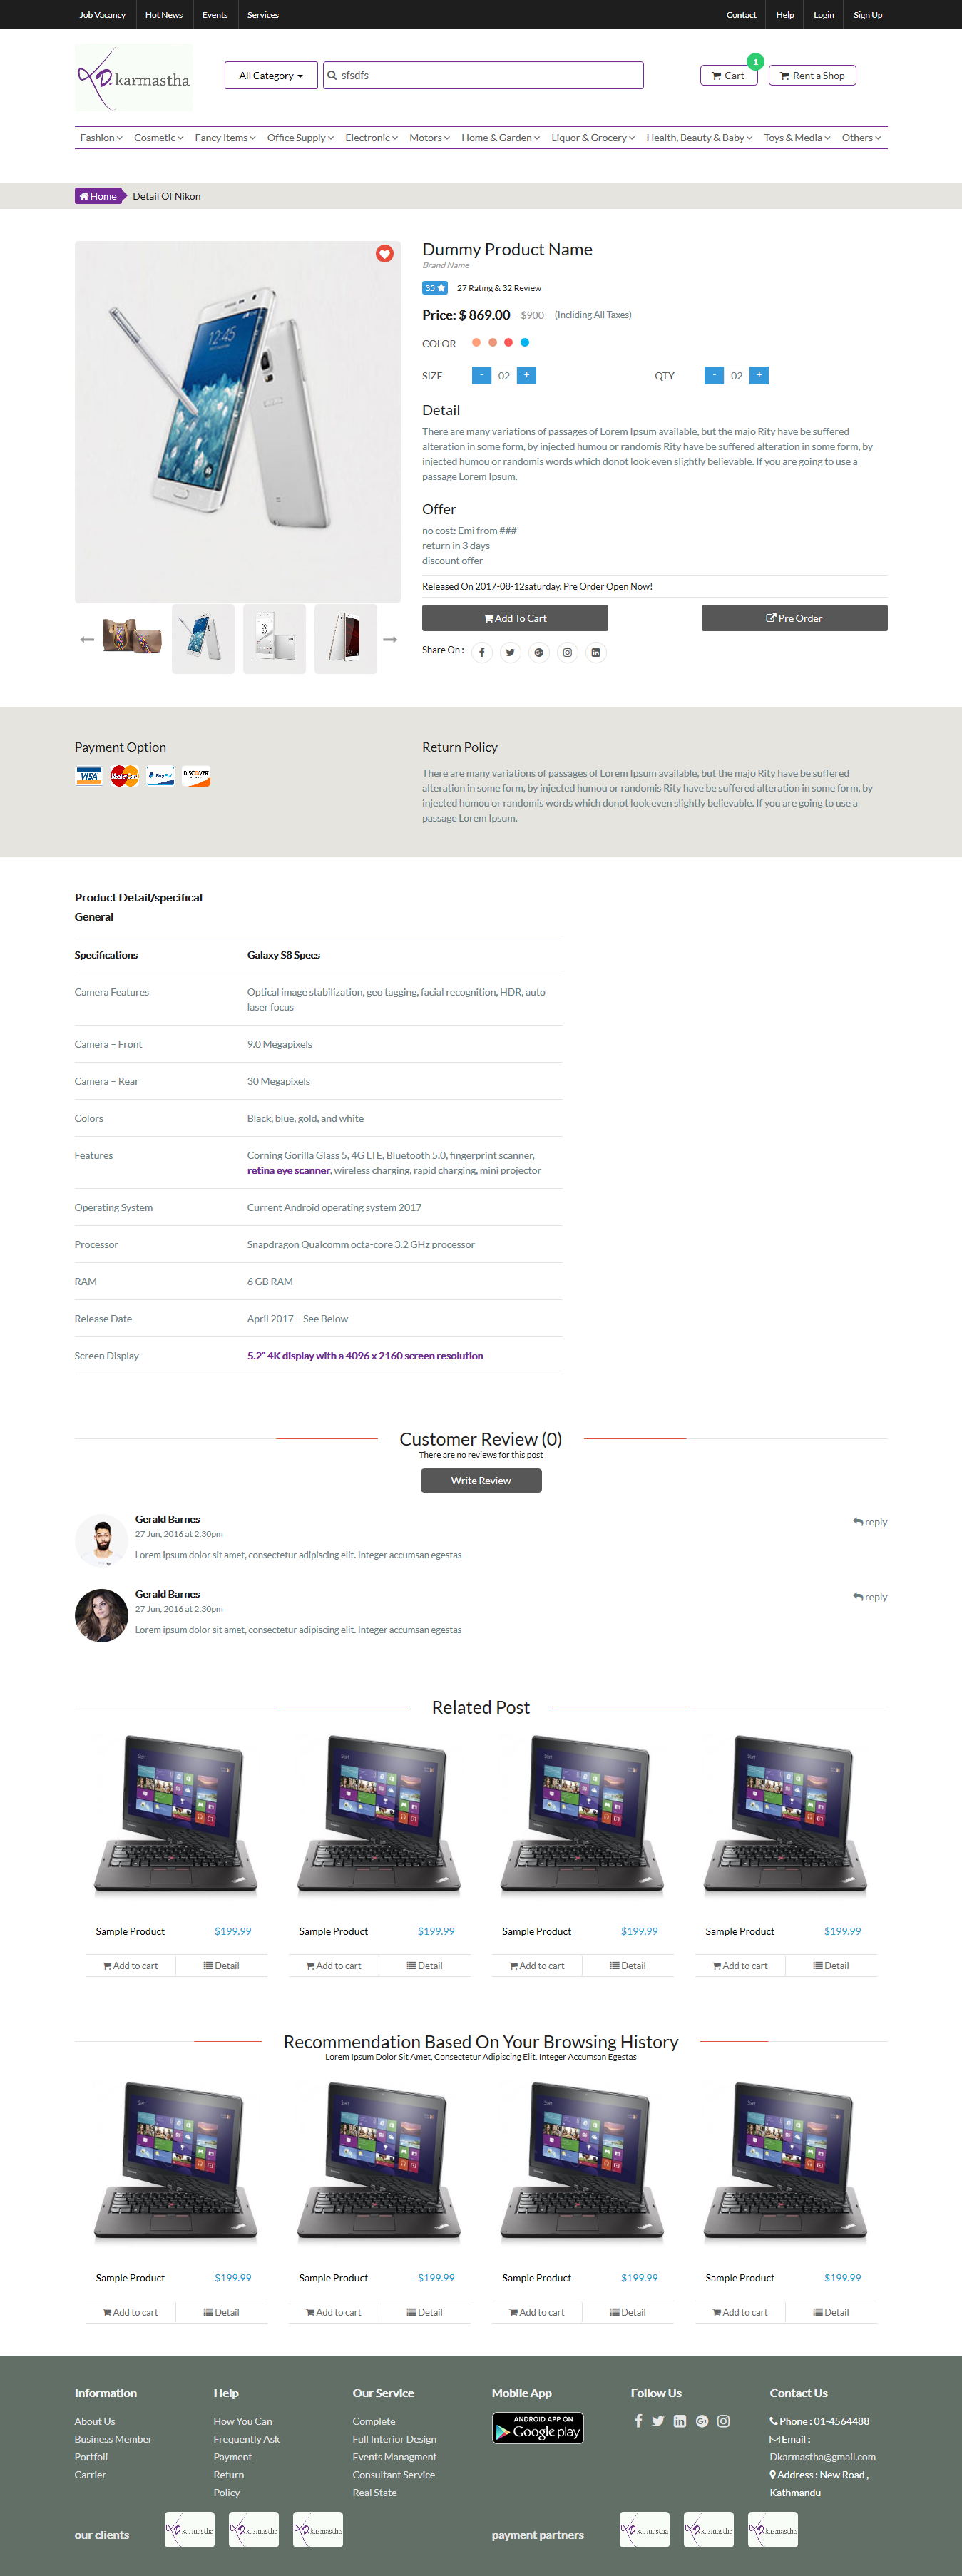 Job Vacancy Hot News Events Services Contact Help Login Sign Up
D.karmastha
All Category sfsdfs 1 Cart Rent a Shop
Fashion Cosmetic Fancy Items Office Supply Electronic Motors Home & Garden Liquor & Grocery Health, Beauty & Baby Toys & Media Others
Home Detail Of Nikon
Dummy Product Name
Brand Name
35 27 Rating & 32 Review
Price: $ 869.00 $900 (Incliding All Taxes)
COLOR
SIZE - 02 + QTY - 02 +
Detail
There are many variations of passages of Lorem Ipsum available, but the majo Rity have be suffered
alteration in some form, by injected humou or randomis Rity have be suffered alteration in some form, by
injected humou or randomis words which donot look even slightly believable. If you are going to use a
passage Lorem Ipsum.
Offer
no cost: Emi from ###
return in 3 days
discount offer
Released On 2017-08-12saturday. Pre Order Open Now!
Add To Cart Pre Order
Share On :
Payment Option
VISA MasterCard PayPal DISCOVER
Return Policy
There are many variations of passages of Lorem Ipsum available, but the majo Rity have be suffered
alteration in some form, by injected humou or randomis Rity have be suffered alteration in some form, by
injected humou or randomis words which donot look even slightly believable. If you are going to use a
passage Lorem Ipsum.
Product Detail/specifical
General
Specifications Galaxy S8 Specs
Camera Features Optical image stabilization, geo tagging, facial recognition, HDR, auto
laser focus
Camera – Front 9.0 Megapixels
Camera – Rear 30 Megapixels
Colors Black, blue, gold, and white
Features Corning Gorilla Glass 5, 4G LTE, Bluetooth 5.0, fingerprint scanner,
retina eye scanner, wireless charging, rapid charging, mini projector
Operating System Current Android operating system 2017
Processor Snapdragon Qualcomm octa-core 3.2 GHz processor
RAM 6 GB RAM
Release Date April 2017 – See Below
Screen Display 5.2" 4K display with a 4096 x 2160 screen resolution
Customer Review (0)
There are no reviews for this post
Write Review
Gerald Barnes reply
27 Jun, 2016 at 2:30pm
Lorem ipsum dolor sit amet, consectetur adipiscing elit. Integer accumsan egestas
Gerald Barnes reply
27 Jun, 2016 at 2:30pm
Lorem ipsum dolor sit amet, consectetur adipiscing elit. Integer accumsan egestas
Related Post
Sample Product $199.99 Sample Product $199.99 Sample Product $199.99 Sample Product $199.99
Add to cart Detail Add to cart Detail Add to cart Detail Add to cart Detail
Recommendation Based On Your Browsing History
Lorem Ipsum Dolor Sit Amet, Consectetur Adipiscing Elit. Integer Accumsan Egestas
Sample Product $199.99 Sample Product $199.99 Sample Product $199.99 Sample Product $199.99
Add to cart Detail Add to cart Detail Add to cart Detail Add to cart Detail
Information
About Us
Business Member
Portfoli
Carrier
Help
How You Can
Frequently Ask
Payment
Return
Policy
Our Service
Complete
Full Interior Design
Events Managment
Consultant Service
Real State
Mobile App
ANDROID APP ON
Google play
Follow Us
Contact Us
Phone : 01-4564488
Email :
Dkarmastha@gmail.com
Address : New Road ,
Kathmandu
our clients D.karmastha D.karmastha D.karmastha payment partners D.karmastha D.karmastha D.karmastha